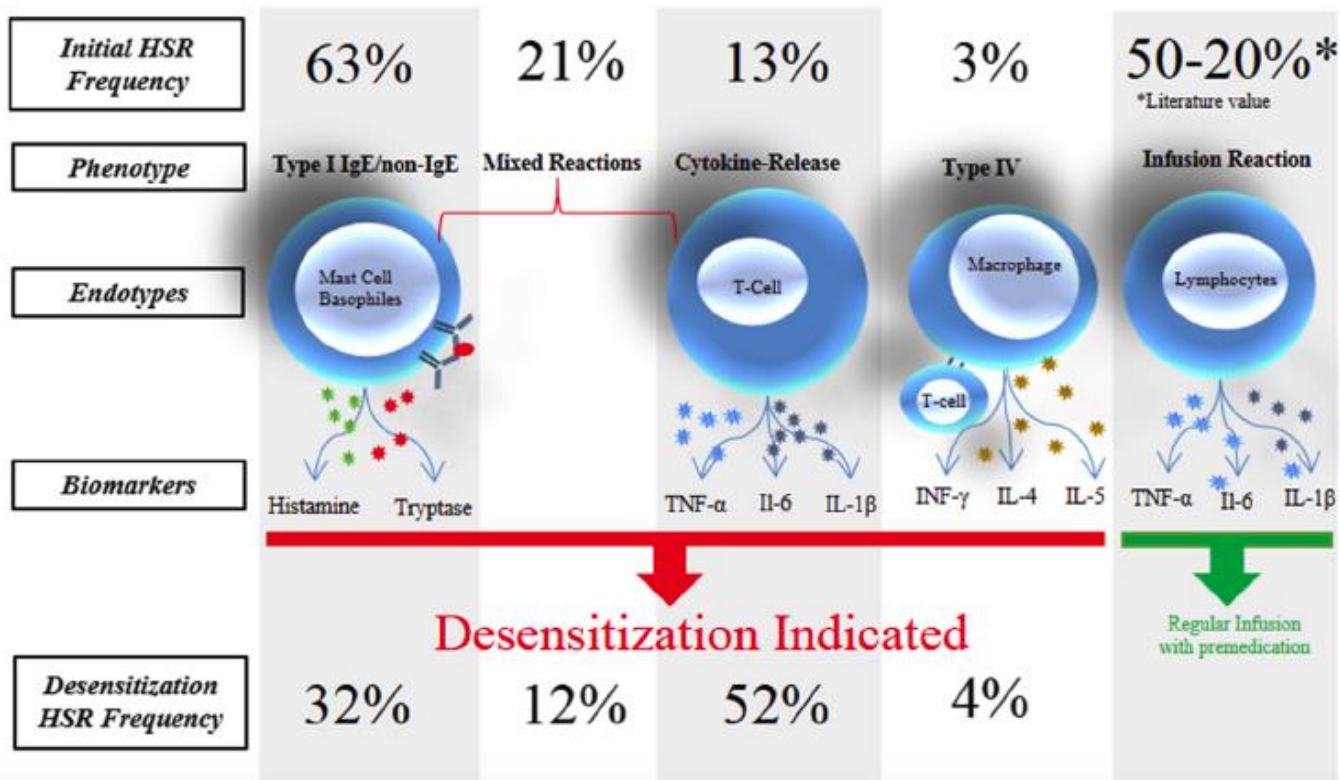 Initial HSR
Frequency
63%
21%
13%
3%
50-20%*
*Literature value
Phenotype
Type I IgE/non-IgE
Mixed Reactions
Cytokine-Release
Type IV
Infusion Reaction
Endotypes
Mast Cell
Basophiles
T-Cell
Macrophage
T-cell
Lymphocytes
Biomarkers
Histamine
Tryptase
TNF-α
Il-6
IL-1β
INF-γ
IL-4
IL-5
TNF-α
Il-6
IL-1β
Desensitization Indicated
Regular Infusion
with premedication
Desensitization
HSR Frequency
32%
12%
52%
4%